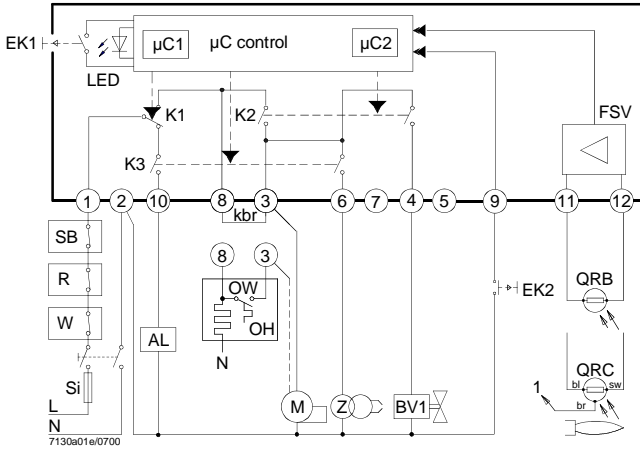 EK1
LED
µC1
µC control
µC2
K1
K2
K3
FSV
1
2
10
8
3
6
7
4
5
9
11
12
kbr
SB
R
W
Si
L
N
7130a01e/0700
8
3
OW
OH
N
AL
M
Z
BV1
EK2
QRB
QRC
bl
sw
br
1